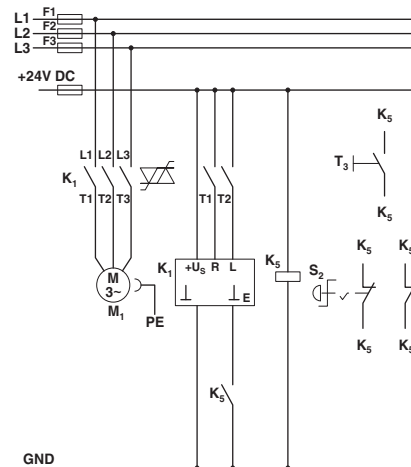 L1 F1
L2 F2
L3 F3
+24V DC
L1 L2 L3
K₁
T1 T2 T3
T1 T2
K₅
T₃
K₅
M
3~
M₁
PE
K₁ +Uₛ R L
E
K₅
S₂
K₅ K₅
K₅ K₅
K₅
GND